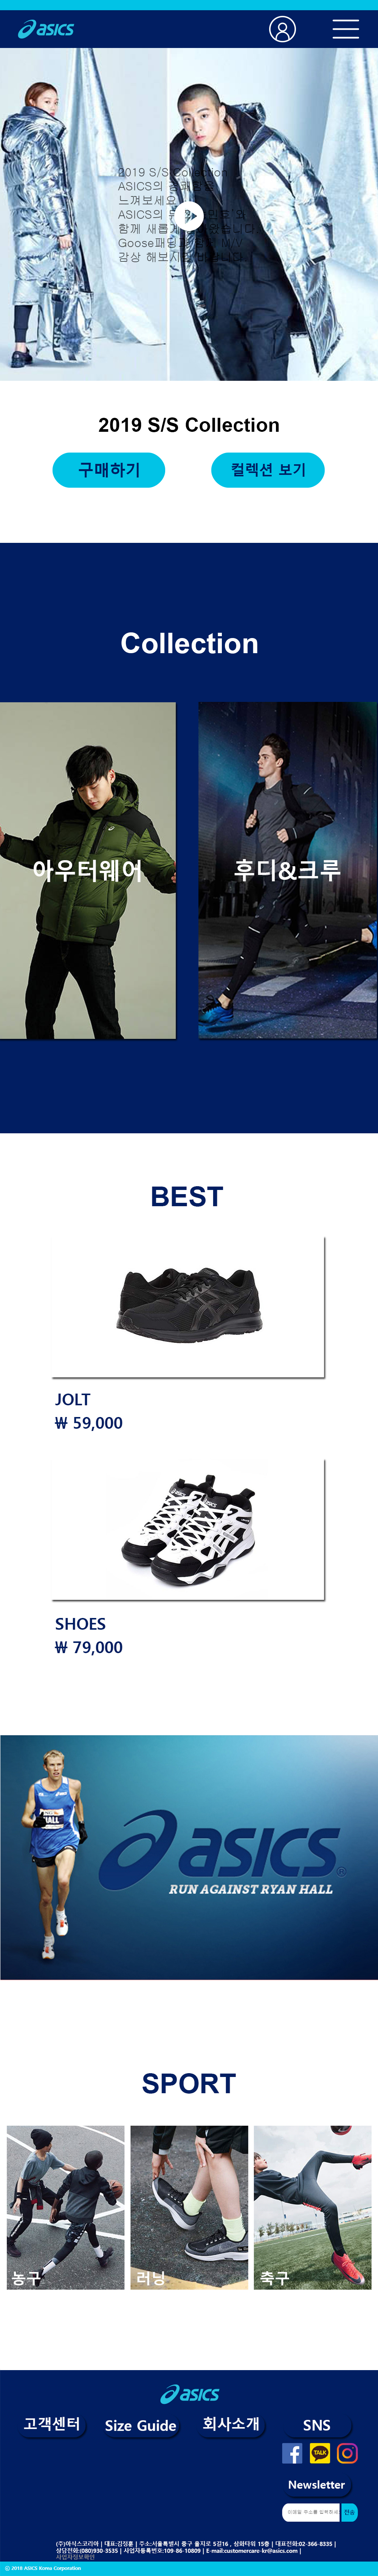 asics
2019 S/S Collection
ASICS의
느껴보세요
ASICS의
함께 새롭게
Goose패딩
감상 해보시
2019 S/S Collection
구매하기
컬렉션 보기
Collection
아우터웨어
후디&크루
BEST
JOLT
₩ 59,000
SHOES
₩ 79,000
HALL
asics
RUN AGAINST RYAN HALL
SPORT
농구
러닝
축구
asics
고객센터
Size Guide
회사소개
SNS
TALK
Newsletter
이메일 주소를 입력하세요
전송
(주)아식스코리아 | 대표:김정훈 | 주소:서울특별시 중구 을지로 5길16 , 삼화타워 15층 | 대표전화:02-366-8335 |
상담전화:(080)930-3535 | 사업자등록번호:109-86-10809 | E-mail:customercare-kr@asics.com |
사업자정보확인
ⓒ 2018 ASICS Korea Corporation